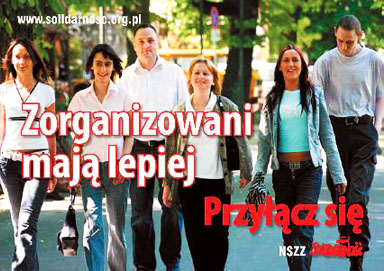 www.solidarnosc.org.pl
Zorganizowani
mają lepiej
Przyłącz się
NSZZ Solidarność